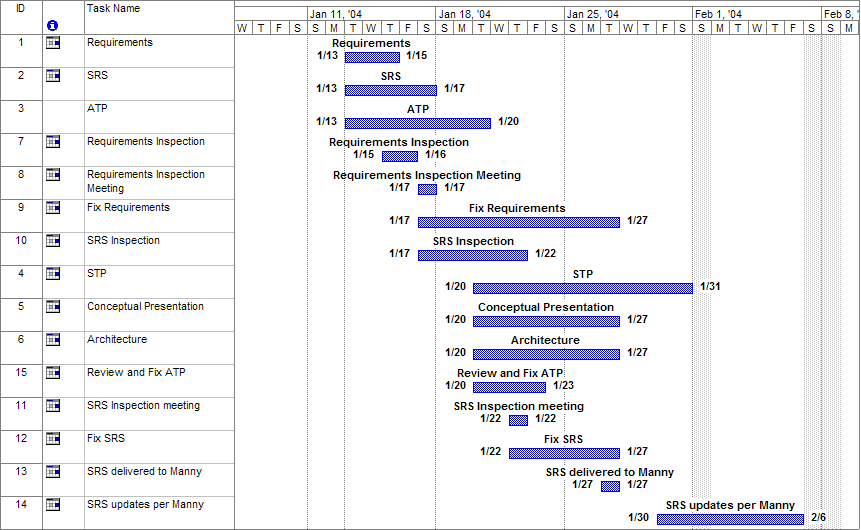 ID Task Name Jan 11, '04 Jan 18, '04 Jan 25, '04 Feb 1, '04 Feb 8, '
W T F S S M T W T F S S M T W T F S S M T W T F S S M T W T F S S M
1 Requirements Requirements
1/13 1/15
2 SRS SRS
1/13 1/17
3 ATP ATP
1/13 1/20
7 Requirements Inspection Requirements Inspection
1/15 1/16
8 Requirements Inspection Requirements Inspection Meeting
Meeting 1/17 1/17
9 Fix Requirements Fix Requirements
1/17 1/27
10 SRS Inspection SRS Inspection
1/17 1/22
4 STP STP
1/20 1/31
5 Conceptual Presentation Conceptual Presentation
1/20 1/27
6 Architecture Architecture
1/20 1/27
15 Review and Fix ATP Review and Fix ATP
1/20 1/23
11 SRS Inspection meeting SRS Inspection meeting
1/22 1/22
12 Fix SRS Fix SRS
1/22 1/27
13 SRS delivered to Manny SRS delivered to Manny
1/27 1/27
14 SRS updates per Manny SRS updates per Manny
1/30 2/6